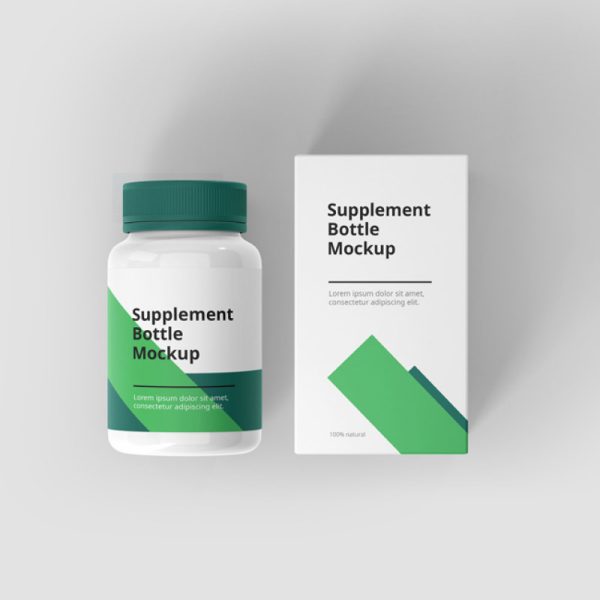 Supplement
Bottle
Mockup
Lorem ipsum dolor sit amet,
consectetur adipiscing elit.
Supplement
Bottle
Mockup
Lorem ipsum dolor sit amet,
consectetur adipiscing elit.
100% natural